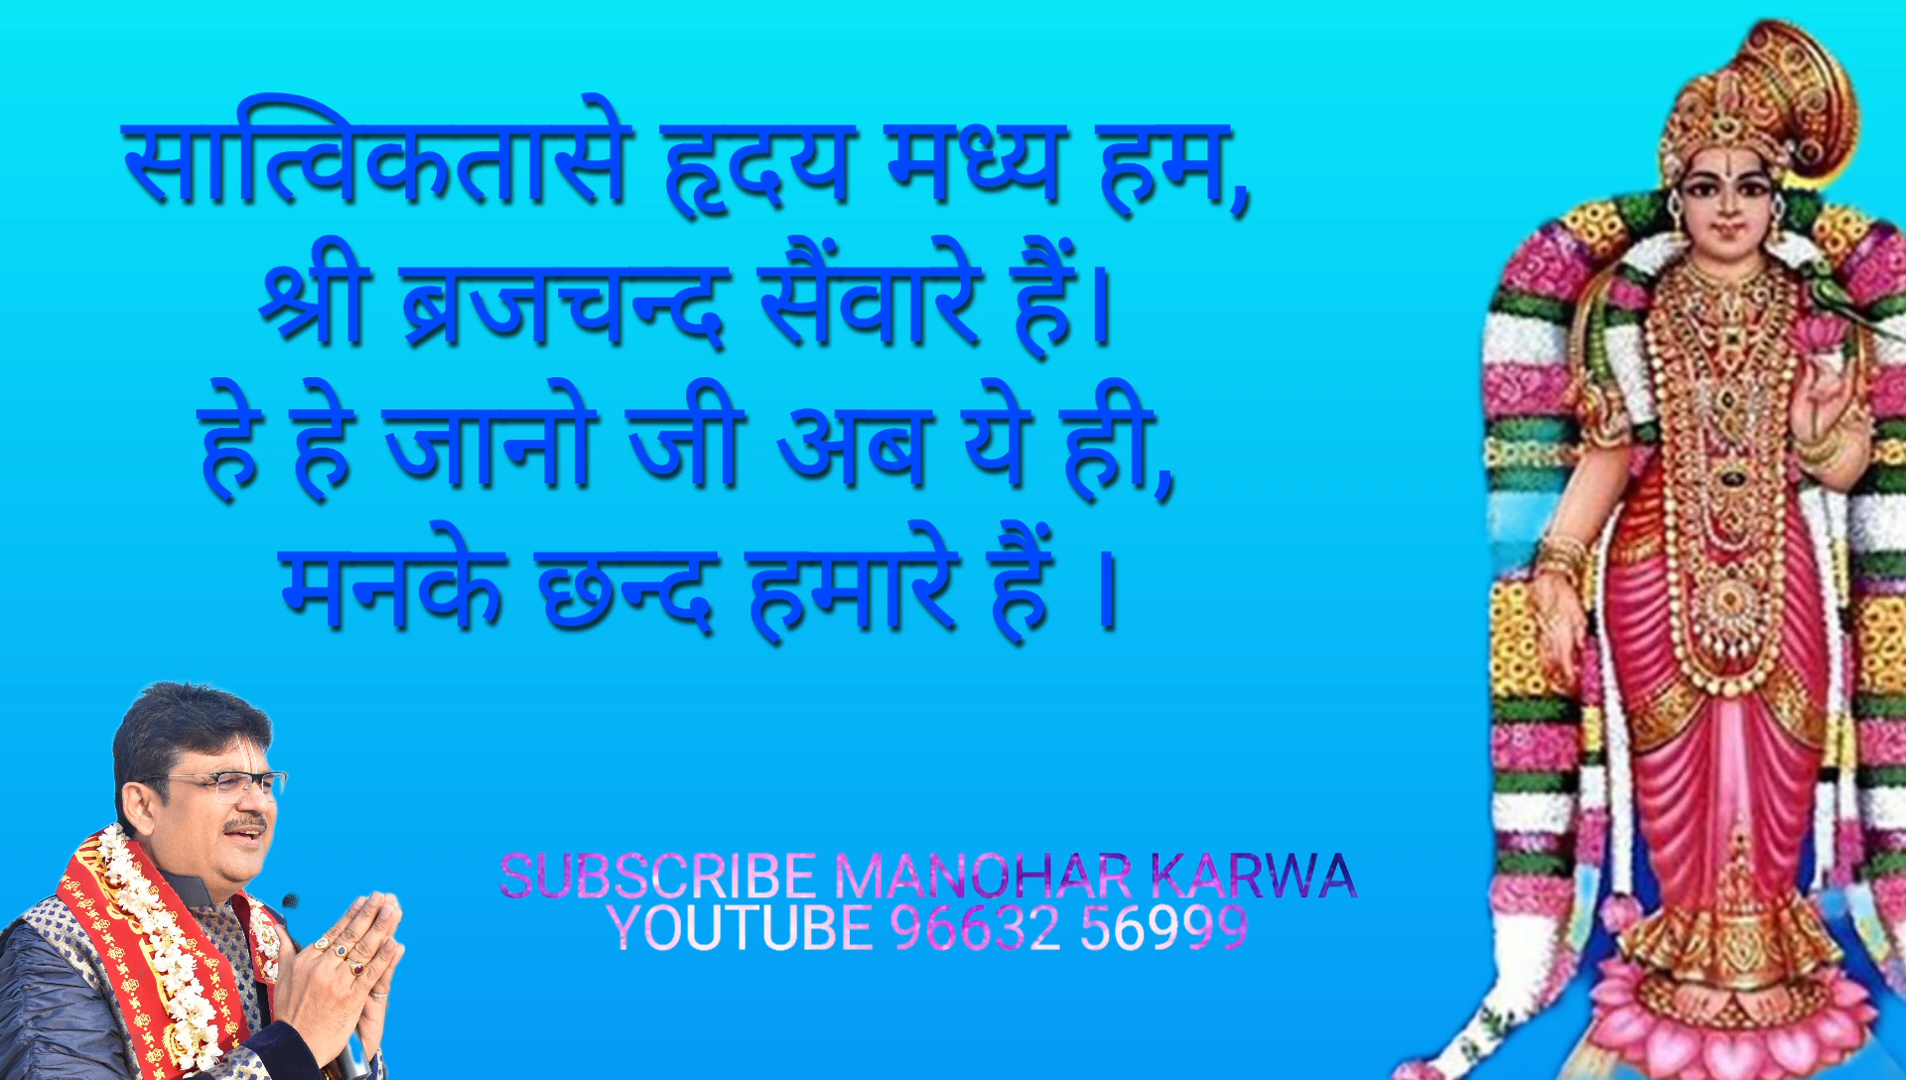 सात्विकतासे हृदय मध्य हम,
श्री ब्रजचन्द सैंवारे हैं।
हे हे जानो जी अब ये ही,
मनके छन्द हमारे हैं ।
SUBSCRIBE MANOHAR KARWA
YOUTUBE 96632 56999